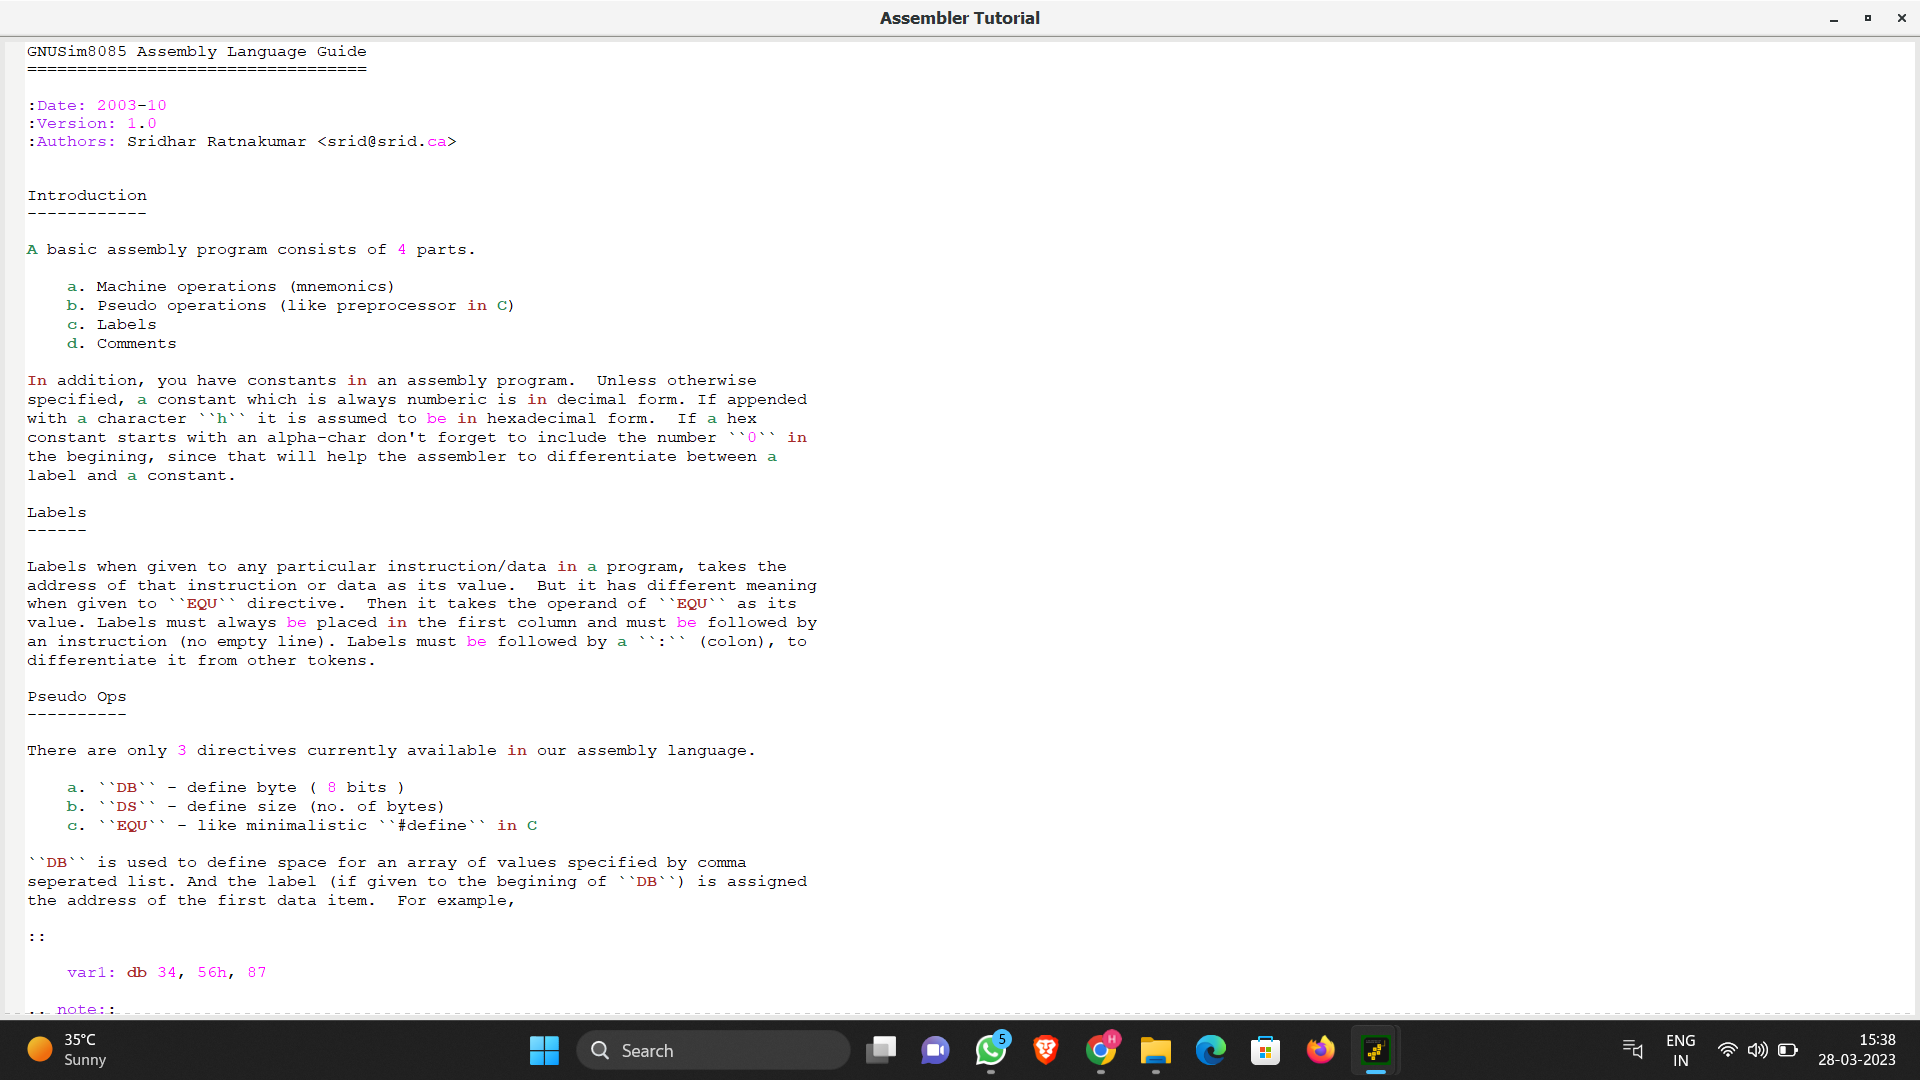 Assembler Tutorial
GNUSim8085 Assembly Language Guide
==================================
:Date: 2003-10
:Version: 1.0
:Authors: Sridhar Ratnakumar <srid@srid.ca>
Introduction
------------
A basic assembly program consists of 4 parts.
a. Machine operations (mnemonics)
b. Pseudo operations (like preprocessor in C)
c. Labels
d. Comments
In addition, you have constants in an assembly program.  Unless otherwise
specified, a constant which is always numberic is in decimal form. If appended
with a character ``h`` it is assumed to be in hexadecimal form.  If a hex
constant starts with an alpha-char don't forget to include the number ``0`` in
the begining, since that will help the assembler to differentiate between a
label and a constant.
Labels
------
Labels when given to any particular instruction/data in a program, takes the
address of that instruction or data as its value.  But it has different meaning
when given to ``EQU`` directive.  Then it takes the operand of ``EQU`` as its
value. Labels must always be placed in the first column and must be followed by
an instruction (no empty line). Labels must be followed by a ``:`` (colon), to
differentiate it from other tokens.
Pseudo Ops
----------
There are only 3 directives currently available in our assembly language.
a. ``DB`` - define byte ( 8 bits )
b. ``DS`` - define size (no. of bytes)
c. ``EQU`` - like minimalistic ``#define`` in C
``DB`` is used to define space for an array of values specified by comma
seperated list. And the label (if given to the begining of ``DB``) is assigned
the address of the first data item.  For example,
::
var1: db 34, 56h, 87
.. note::
35°C
Sunny
Search
5
H
ENG
IN
15:38
28-03-2023